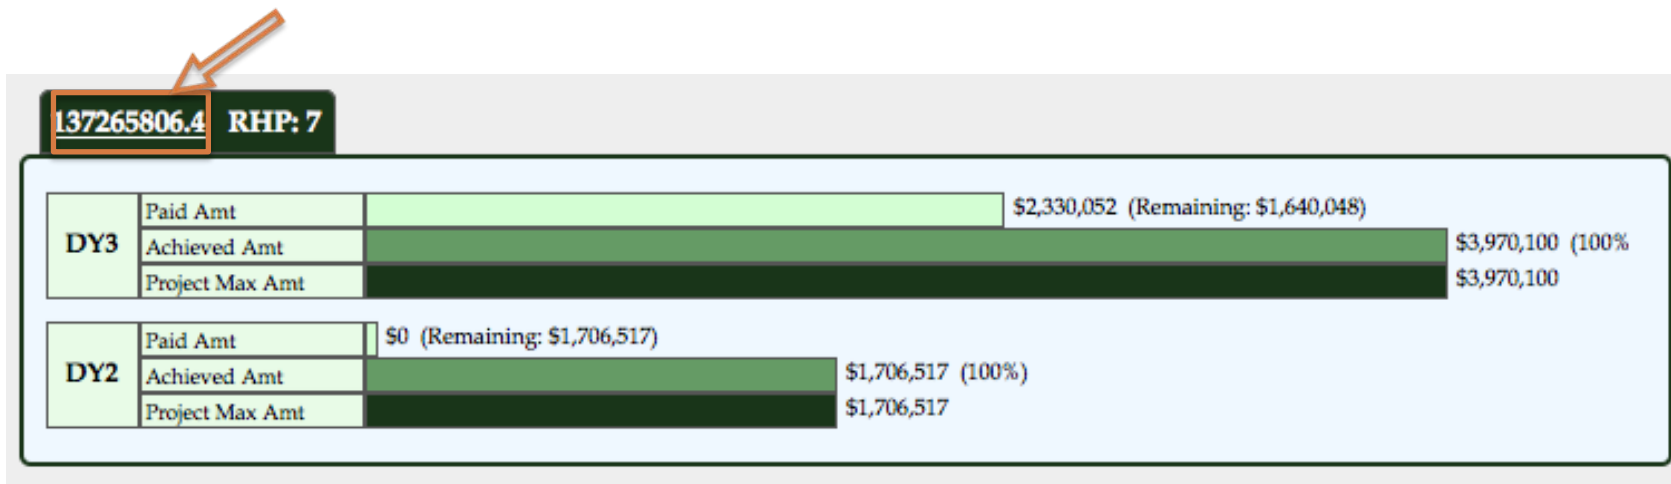 137265806.4 RHP: 7
DY3
Paid Amt $2,330,052 (Remaining: $1,640,048)
Achieved Amt $3,970,100 (100%
Project Max Amt $3,970,100
DY2
Paid Amt $0 (Remaining: $1,706,517)
Achieved Amt $1,706,517 (100%)
Project Max Amt $1,706,517